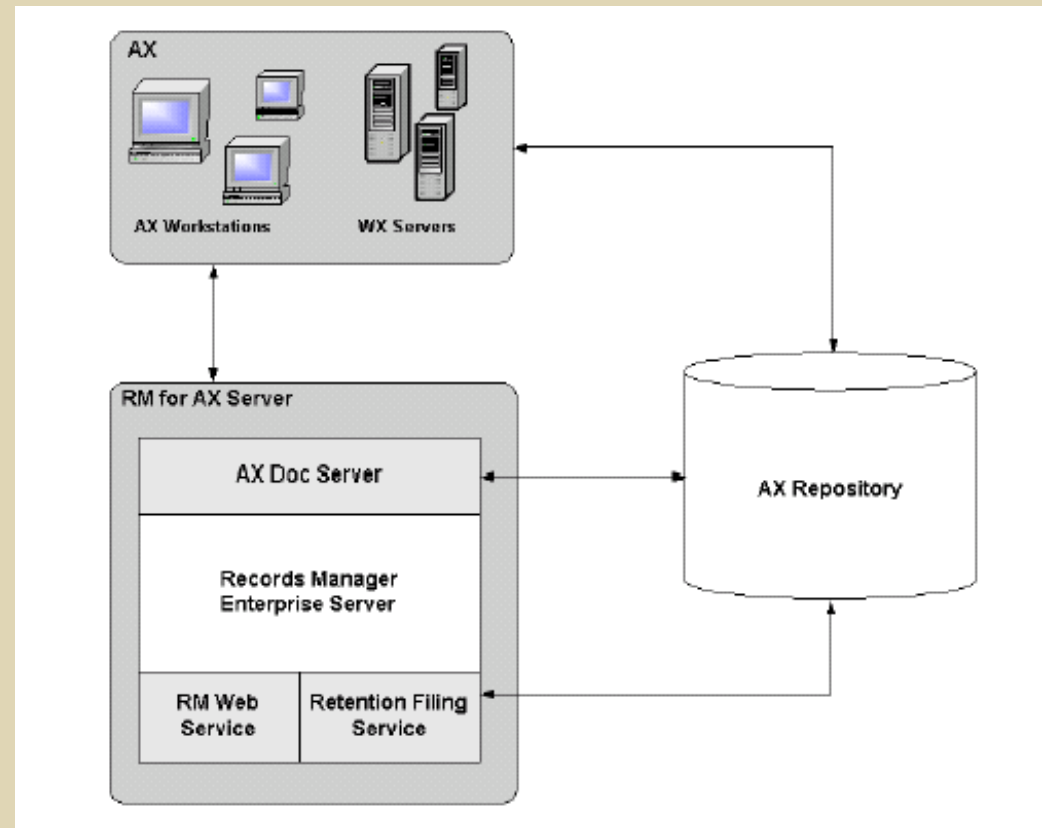 AX
AX Workstations
WX Servers
RM for AX Server
AX Doc Server
Records Manager
Enterprise Server
RM Web
Service
Retention Filing
Service
AX Repository